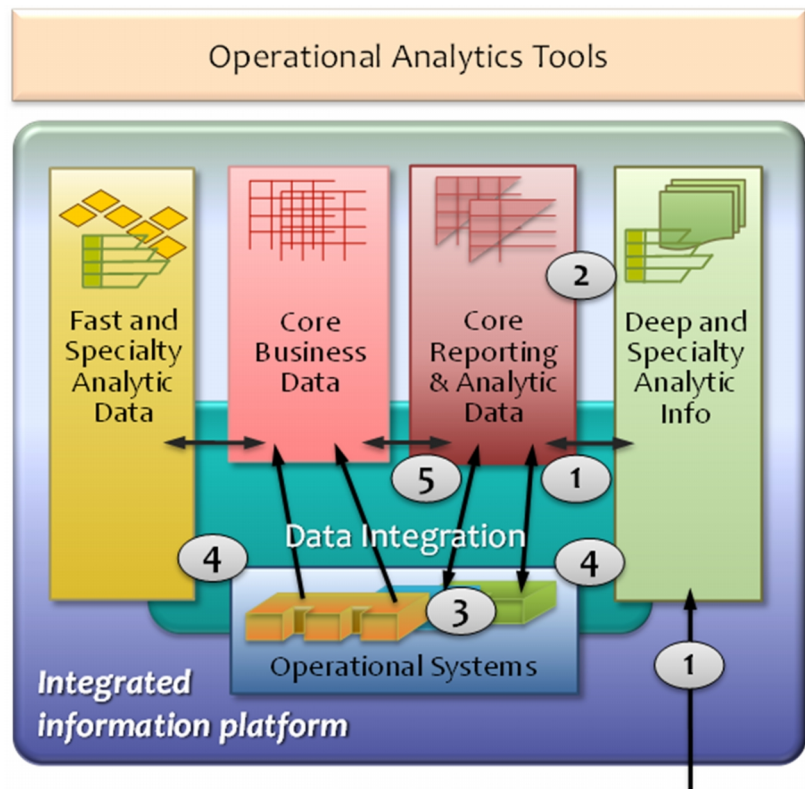 Operational Analytics Tools
Fast and
Specialty
Analytic
Data
Core
Business
Data
Core
Reporting
& Analytic
Data
2
Deep and
Specialty
Analytic
Info
5
1
Data Integration
4
4
3
Operational Systems
1
Integrated
information platform